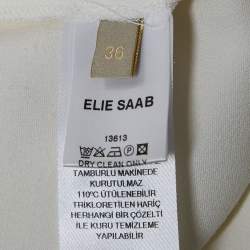 36
ELIE SAAB
13613
DRY CLEAN ONLY
TAMBURLU MAKİNEDE
KURUTULMAZ
110°C ÜTÜLENEBİLİR
TRİKLORETİLEN HARİÇ
HERHANGİ BİR ÇÖZELTİ
İLE KURU TEMİZLEME
YAPILABİLİR